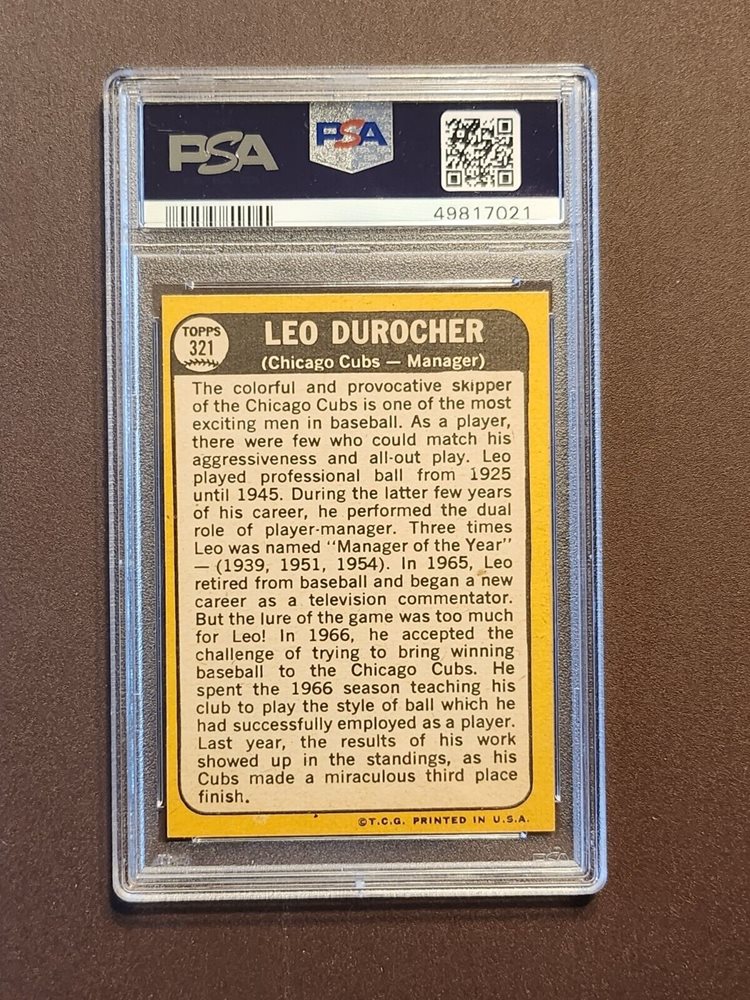 PSA PSA
49817021
TOPPS
321
LEO DUROCHER
(Chicago Cubs — Manager)
The colorful and provocative skipper
of the Chicago Cubs is one of the most
exciting men in baseball. As a player,
there were few who could match his
aggressiveness and all-out play. Leo
played professional ball from 1925
until 1945. During the latter few years
of his career, he performed the dual
role of player-manager. Three times
Leo was named "Manager of the Year"
— (1939, 1951, 1954). In 1965, Leo
retired from baseball and began a new
career as a television commentator.
But the lure of the game was too much
for Leo! In 1966, he accepted the
challenge of trying to bring winning
baseball to the Chicago Cubs. He
spent the 1966 season teaching his
club to play the style of ball which he
had successfully employed as a player.
Last year, the results of his work
showed up in the standings, as his
Cubs made a miraculous third place
finish.
©T.C.G. PRINTED IN U.S.A.
PSA